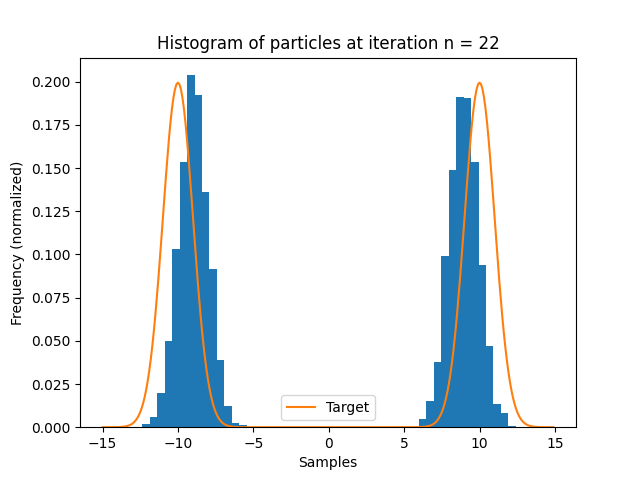 Histogram of particles at iteration n = 22
Frequency (normalized)
0.200
0.175
0.150
0.125
0.100
0.075
0.050
0.025
0.000
Target
−15 −10 −5 0 5 10 15
Samples